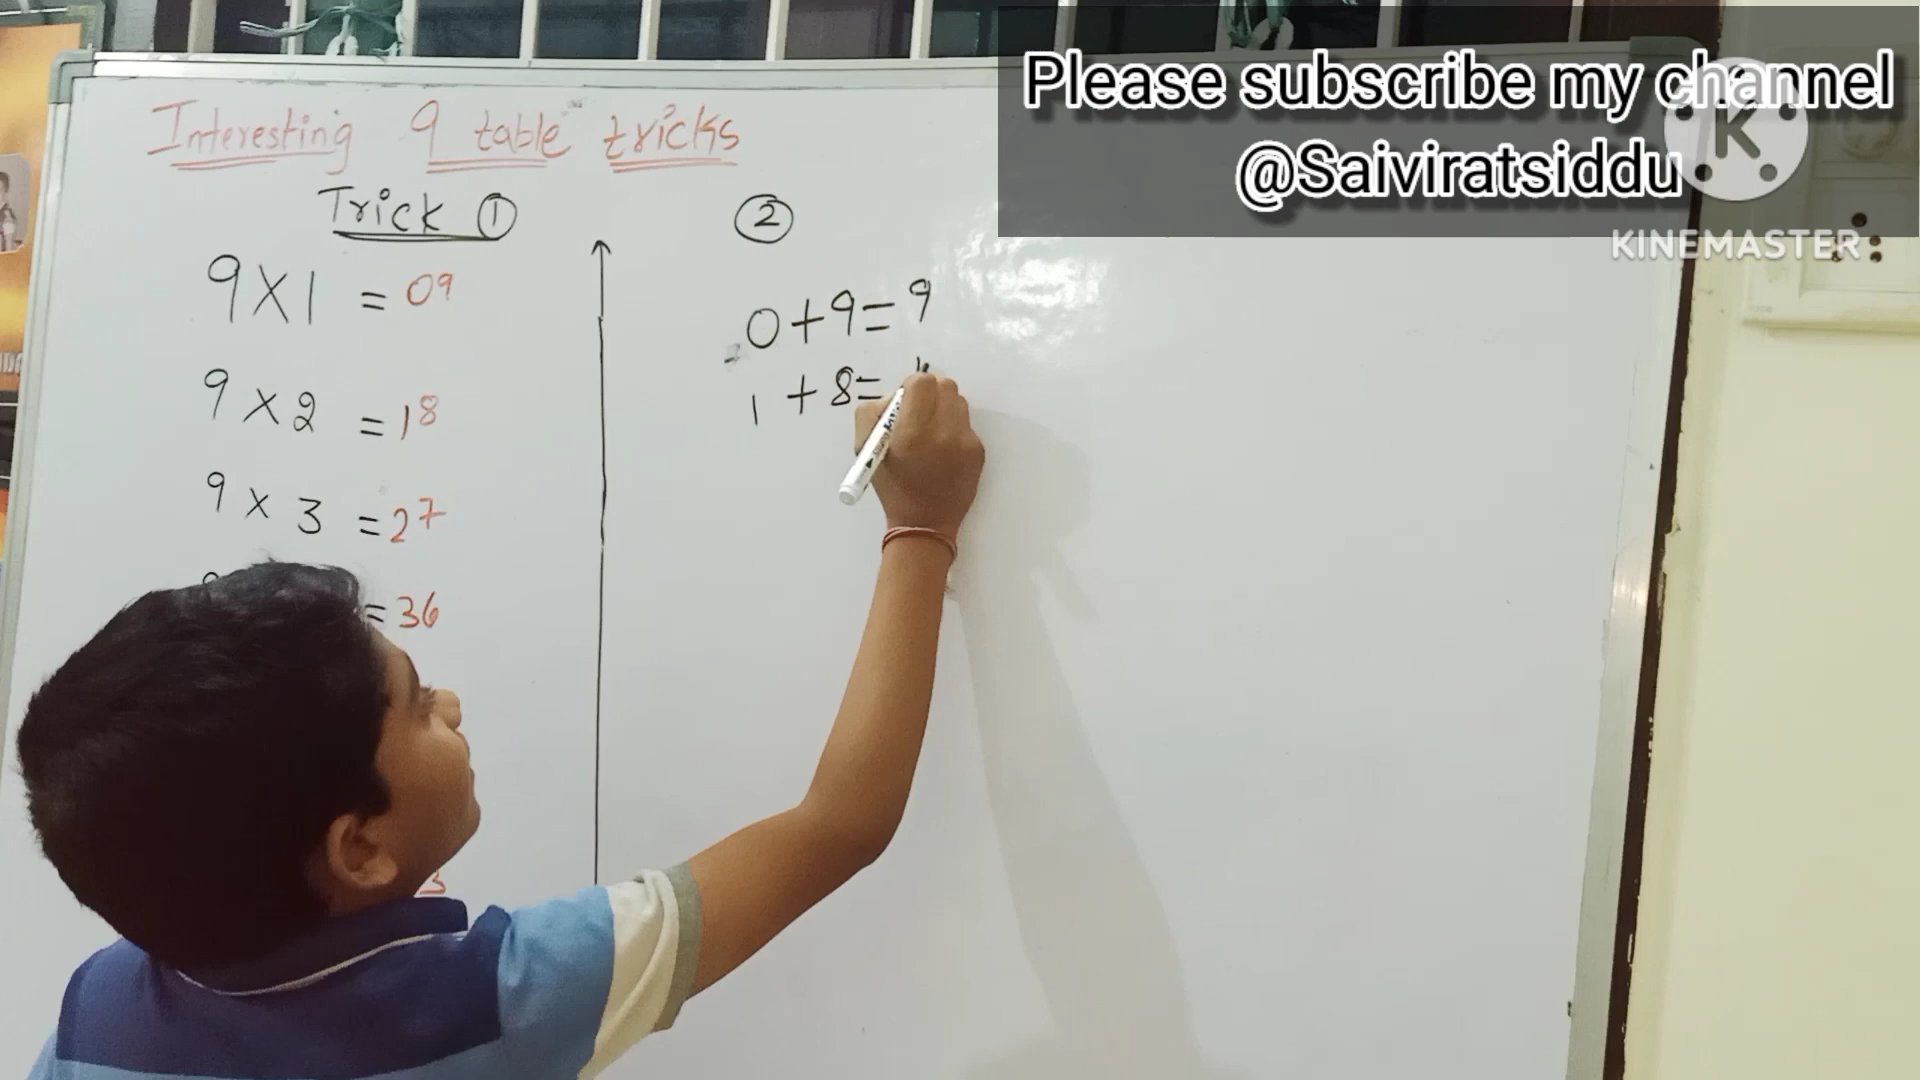 Please subscribe my channel
@Saiviratsiddu
K
KINEMASTER
Interesting 9 table tricks
Trick ①
9×1 = 09
9×2 = 18
9×3 = 27
= 36
3
②
0+9=9
1+8=